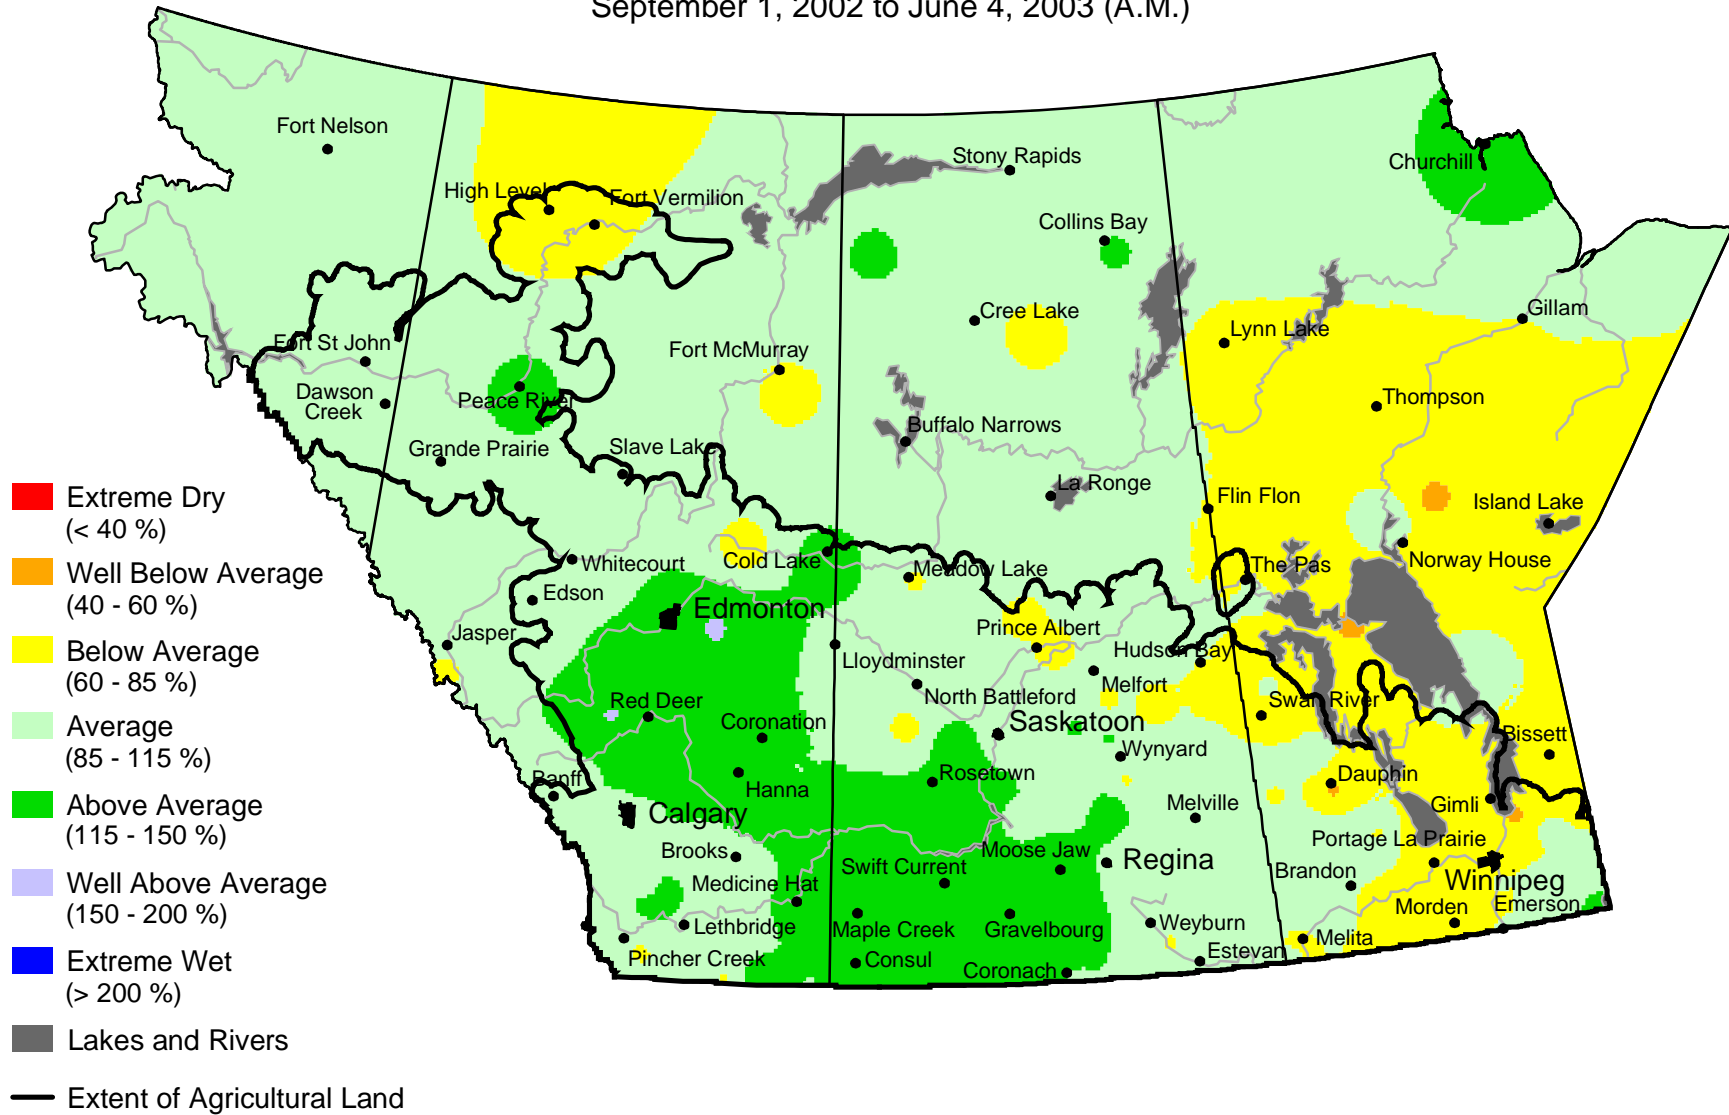 September 1, 2002 to June 4, 2003 (A.M.)
Fort Nelson
Stony Rapids
Churchill
High Level
Fort Vermilion
Collins Bay
Cree Lake
Gillam
Lynn Lake
Fort St John
Fort McMurray
Dawson
Creek
Peace River
Thompson
Buffalo Narrows
Grande Prairie
Slave Lake
La Ronge
Flin Flon
Island Lake
Whitecourt
Cold Lake
Meadow Lake
The Pas
Norway House
Edson
Edmonton
Jasper
Prince Albert
Hudson Bay
Lloydminster
North Battleford
Melfort
Swan River
Red Deer
Coronation
Saskatoon
Wynyard
Bissett
Banff
Hanna
Rosetown
Dauphin
Calgary
Melville
Gimli
Brooks
Swift Current
Moose Jaw
Regina
Portage La Prairie
Medicine Hat
Brandon
Winnipeg
Lethbridge
Maple Creek
Gravelbourg
Weyburn
Morden
Emerson
Pincher Creek
Consul
Coronach
Estevan
Melita
Extreme Dry
(< 40 %)
Well Below Average
(40 - 60 %)
Below Average
(60 - 85 %)
Average
(85 - 115 %)
Above Average
(115 - 150 %)
Well Above Average
(150 - 200 %)
Extreme Wet
(> 200 %)
Lakes and Rivers
Extent of Agricultural Land